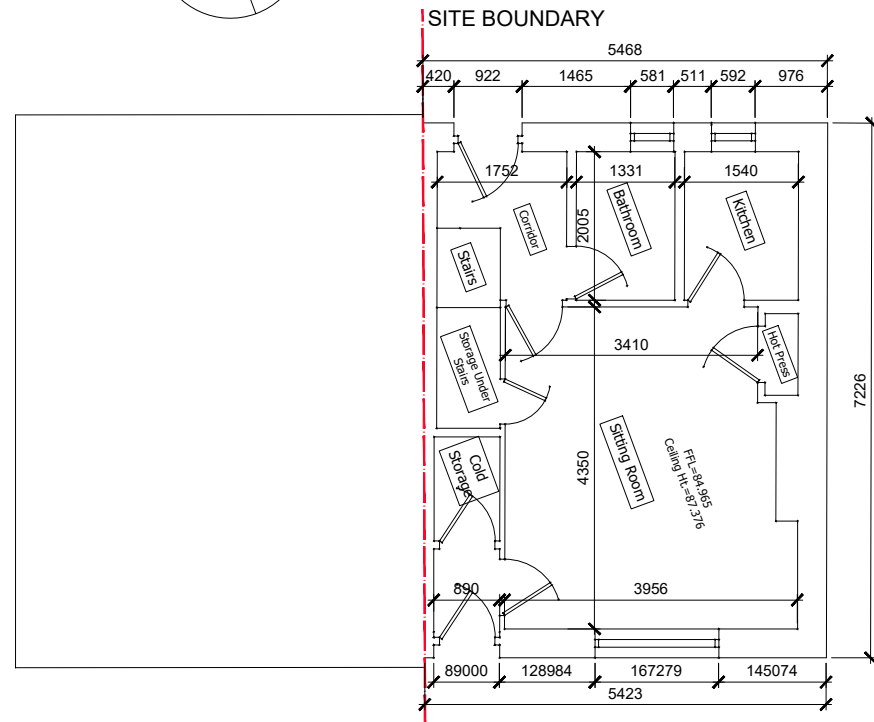 SITE BOUNDARY
5468
420 922 1465 581 511 592 976
1752 1331 1540
2005
Corridor
Bathroom
Kitchen
Stairs
Storage Under
Stairs
3410
Hot Press
7226
Cold
Storage
4350
Sitting Room
FFL=84.965
Ceiling Ht.=87.376
890 3956
89000 128984 167279 145074
5423